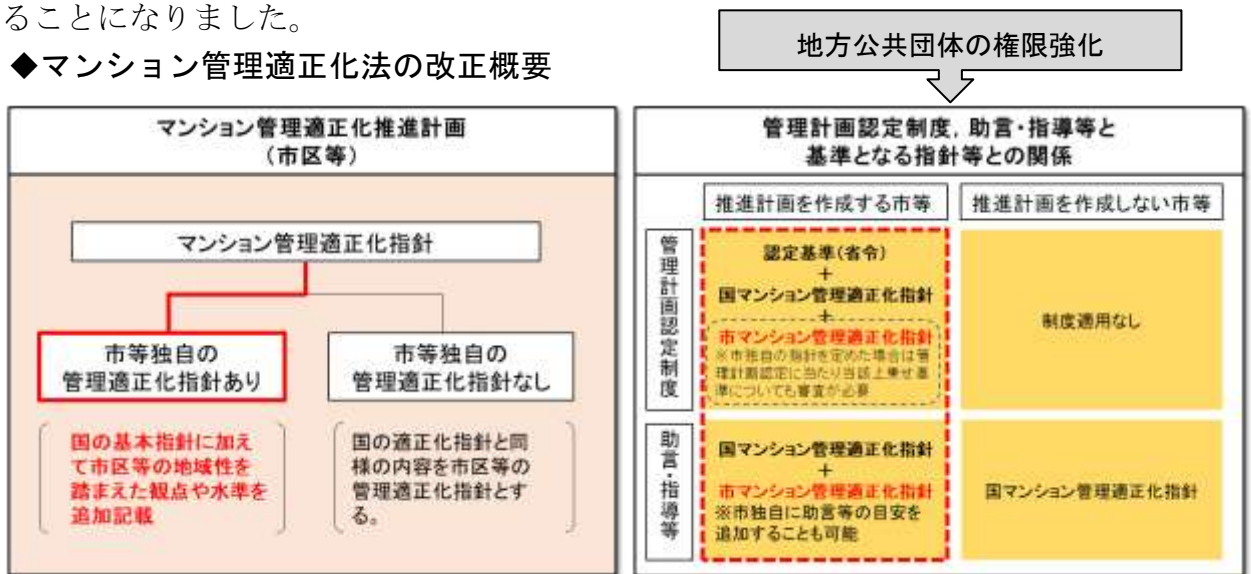 ることになりました。
◆マンション管理適正化法の改正概要
地方公共団体の権限強化
マンション管理適正化推進計画
(市区等)
マンション管理適正化指針
市等独自の
管理適正化指針あり
市等独自の
管理適正化指針なし
国の基本指針に加え
て市区等の地域性を
踏まえた観点や水準を
追加記載
国の適正化指針と同
様の内容を市区等の
管理適正化指針とす
る。
管理計画認定制度,助言・指導等と
基準となる指針等との関係
推進計画を作成する市等
推進計画を作成しない市等
管理計画認定制度
認定基準(省令)
+
国マンション管理適正化指針
+
市マンション管理適正化指針
※市独自の指針を定めた場合は管
理計画認定に当たり当該上乗せ基
準についても審査が必要
制度適用なし
助言・指導等
国マンション管理適正化指針
+
市マンション管理適正化指針
※市独自に助言等の目安を
追加することも可能
国マンション管理適正化指針